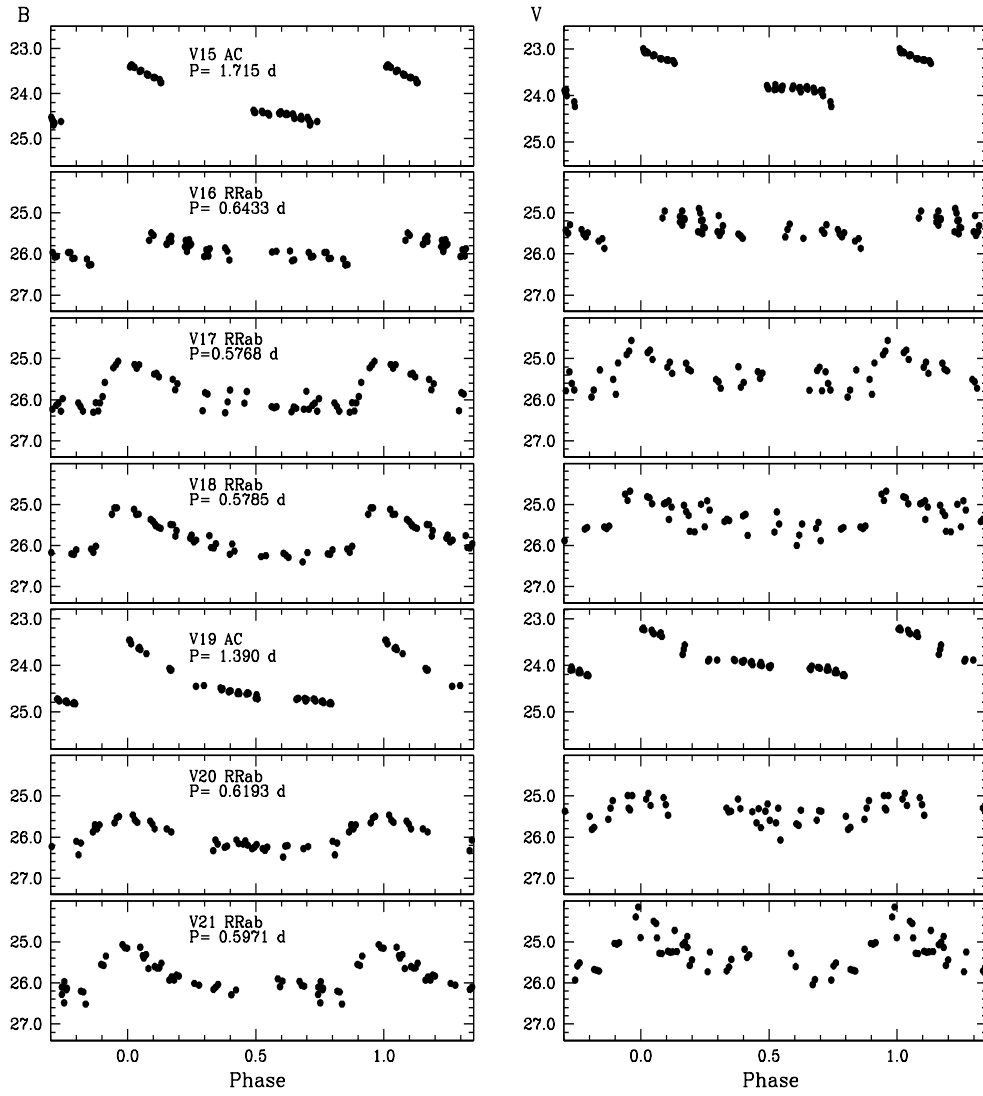 B
V
V15 AC
P= 1.715 d
23.0
24.0
25.0
23.0
24.0
25.0
V16 RRab
P= 0.6433 d
25.0
26.0
27.0
25.0
26.0
27.0
V17 RRab
P=0.5768 d
25.0
26.0
27.0
25.0
26.0
27.0
V18 RRab
P= 0.5785 d
25.0
26.0
27.0
25.0
26.0
27.0
V19 AC
P= 1.390 d
23.0
24.0
25.0
23.0
24.0
25.0
V20 RRab
P= 0.6193 d
25.0
26.0
27.0
25.0
26.0
27.0
V21 RRab
P= 0.5971 d
25.0
26.0
27.0
25.0
26.0
27.0
0.0 0.5 1.0
0.0 0.5 1.0
Phase
Phase